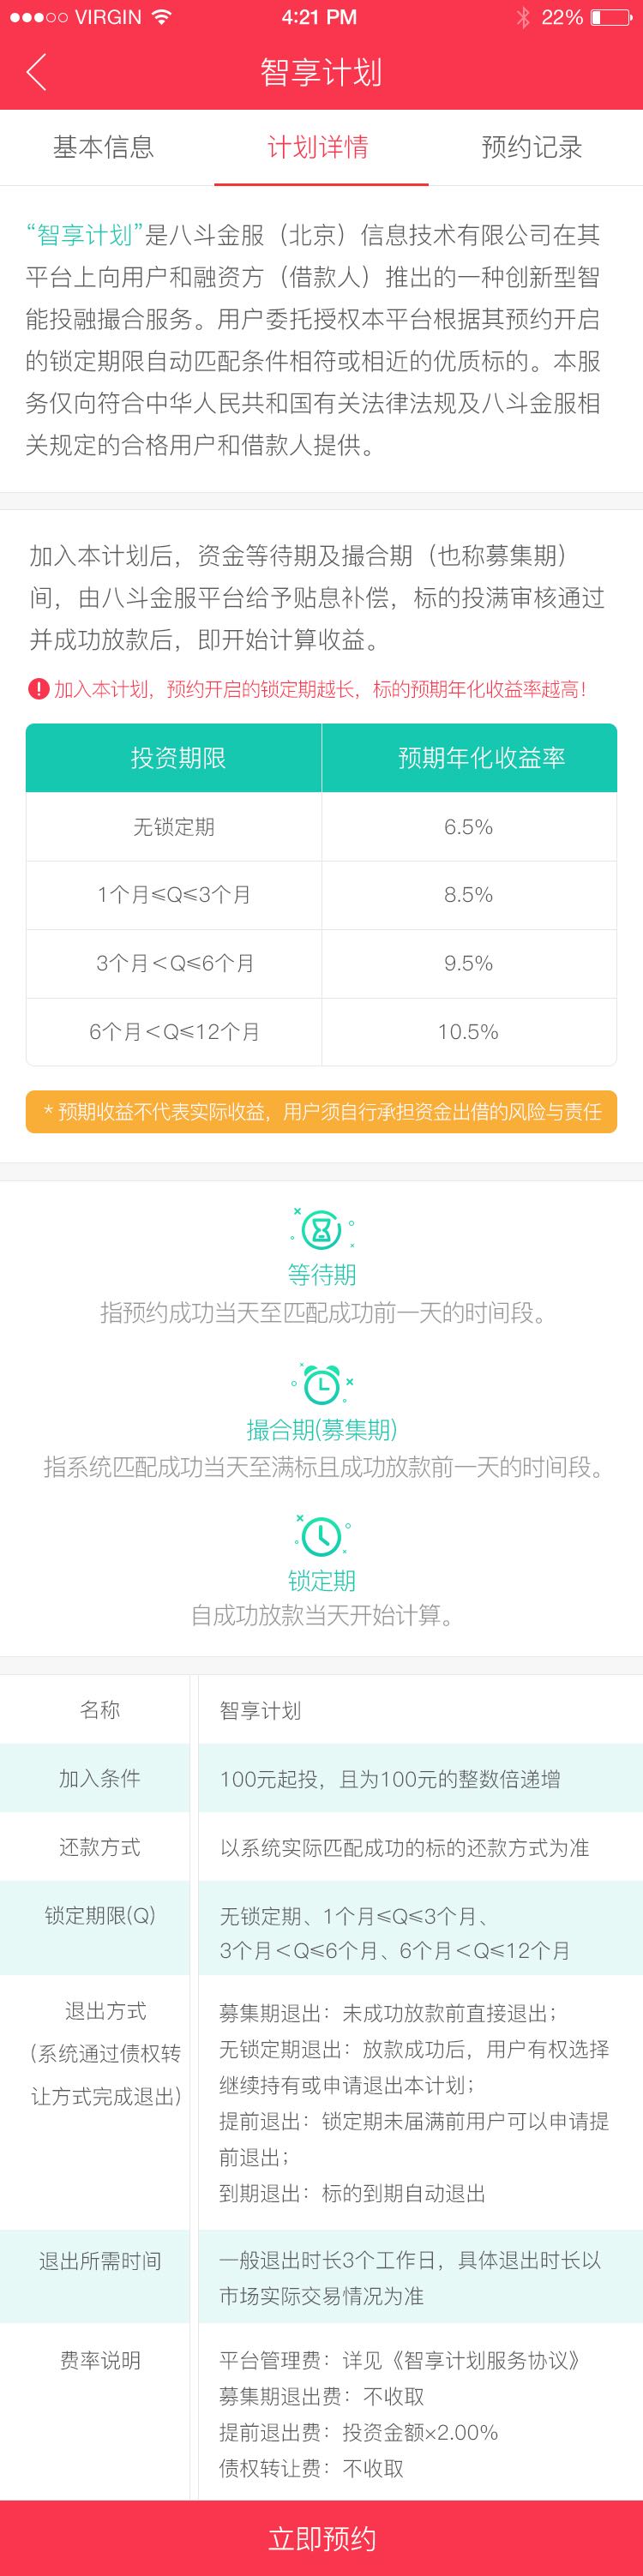 VIRGIN 4:21 PM 22%
智享计划
基本信息 计划详情 预约记录
“智享计划”是八斗金服（北京）信息技术有限公司在其
平台上向用户和融资方（借款人）推出的一种创新型智
能投融撮合服务。用户委托授权本平台根据其预约开启
的锁定期限自动匹配条件相符或相近的优质标的。本服
务仅向符合中华人民共和国有关法律法规及八斗金服相
关规定的合格用户和借款人提供。
加入本计划后，资金等待期及撮合期（也称募集期）
间，由八斗金服平台给予贴息补偿，标的投满审核通过
并成功放款后，即开始计算收益。
! 加入本计划，预约开启的锁定期越长，标的预期年化收益率越高！
投资期限 预期年化收益率
无锁定期 6.5%
1个月≤Q≤3个月 8.5%
3个月＜Q≤6个月 9.5%
6个月＜Q≤12个月 10.5%
* 预期收益不代表实际收益，用户须自行承担资金出借的风险与责任
等待期
指预约成功当天至匹配成功前一天的时间段。
撮合期(募集期)
指系统匹配成功当天至满标且成功放款前一天的时间段。
锁定期
自成功放款当天开始计算。
名称 智享计划
加入条件 100元起投，且为100元的整数倍递增
还款方式 以系统实际匹配成功的标的还款方式为准
锁定期限(Q) 无锁定期、1个月≤Q≤3个月、
3个月＜Q≤6个月、6个月＜Q≤12个月
退出方式
(系统通过债权转
让方式完成退出)
募集期退出：未成功放款前直接退出；
无锁定期退出：放款成功后，用户有权选择
继续持有或申请退出本计划；
提前退出：锁定期未届满前用户可以申请提
前退出；
到期退出：标的到期自动退出
退出所需时间 一般退出时长3个工作日，具体退出时长以
市场实际交易情况为准
费率说明 平台管理费：详见《智享计划服务协议》
募集期退出费：不收取
提前退出费：投资金额×2.00%
债权转让费：不收取
立即预约